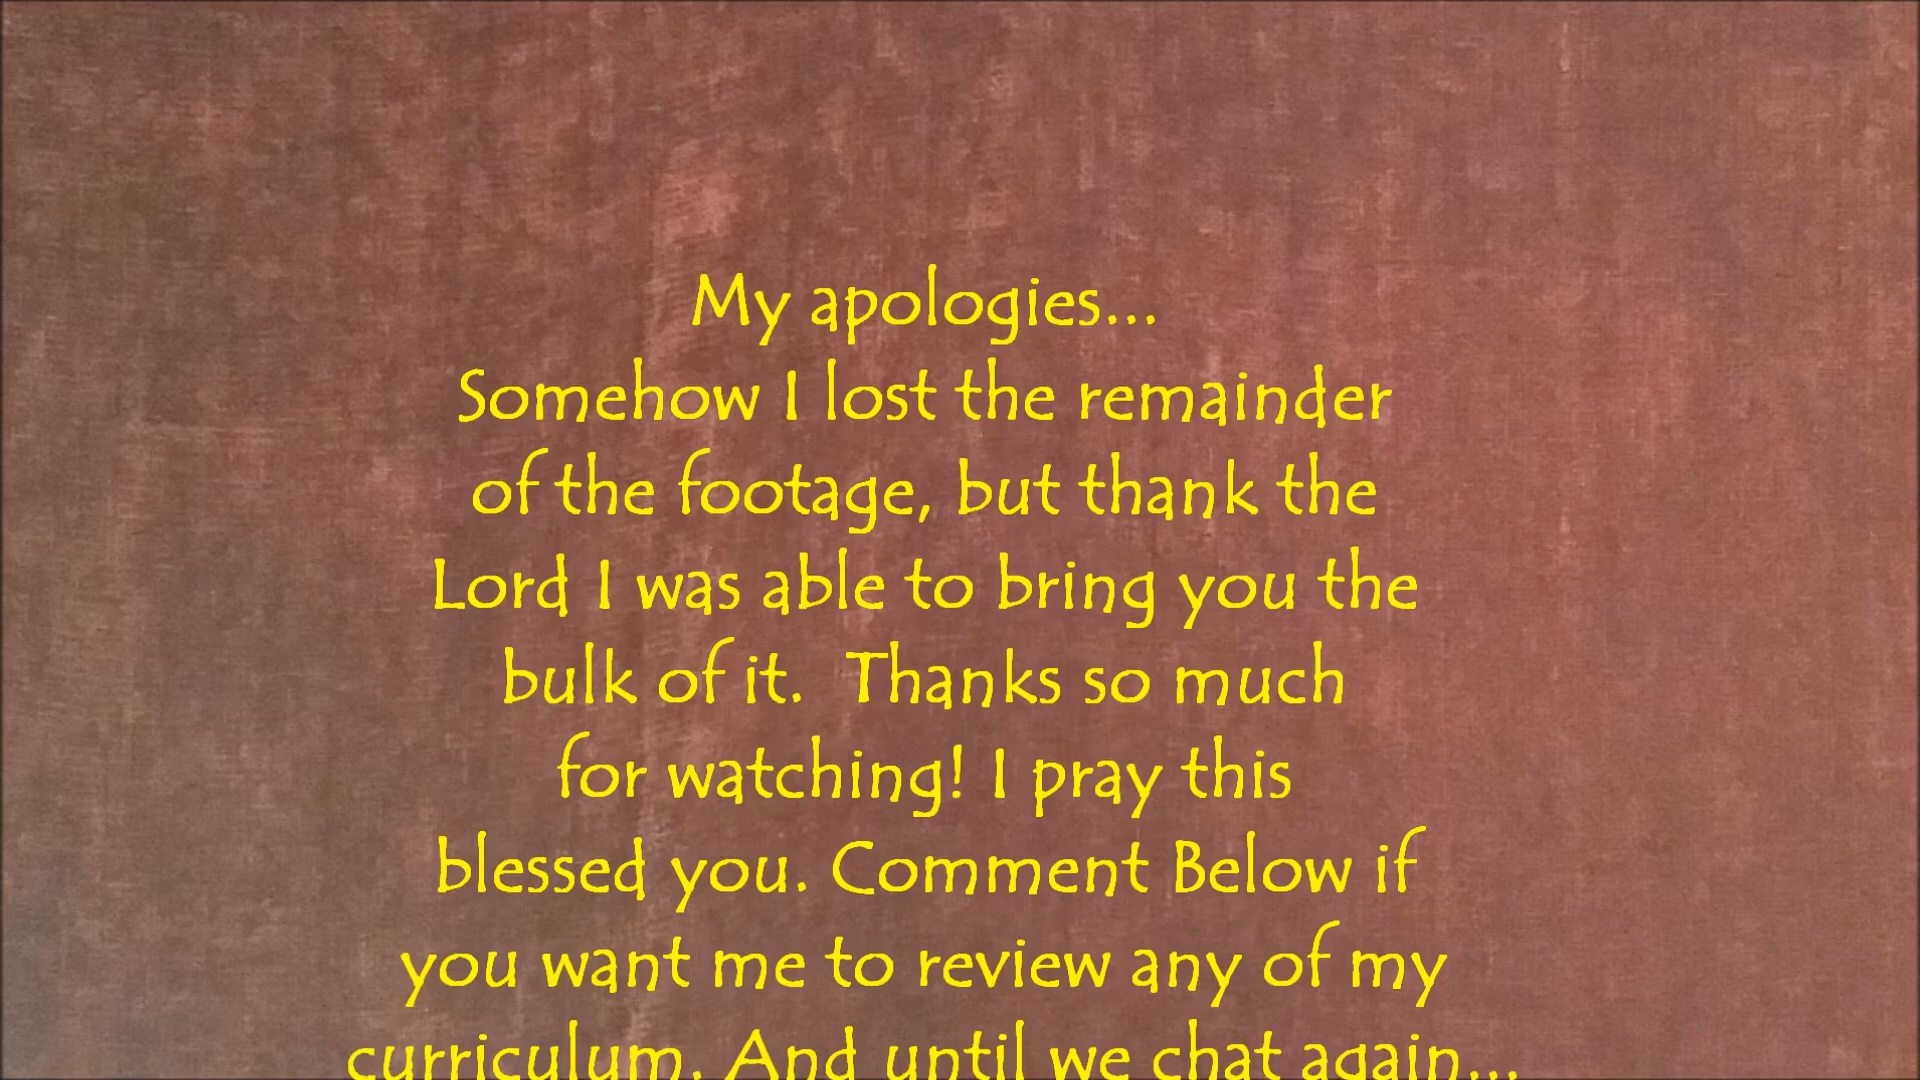 My apologies...
Somehow I lost the remainder
of the footage, but thank the
Lord I was able to bring you the
bulk of it.  Thanks so much
for watching! I pray this
blessed you. Comment Below if
you want me to review any of my
curriculum. And until we chat again...